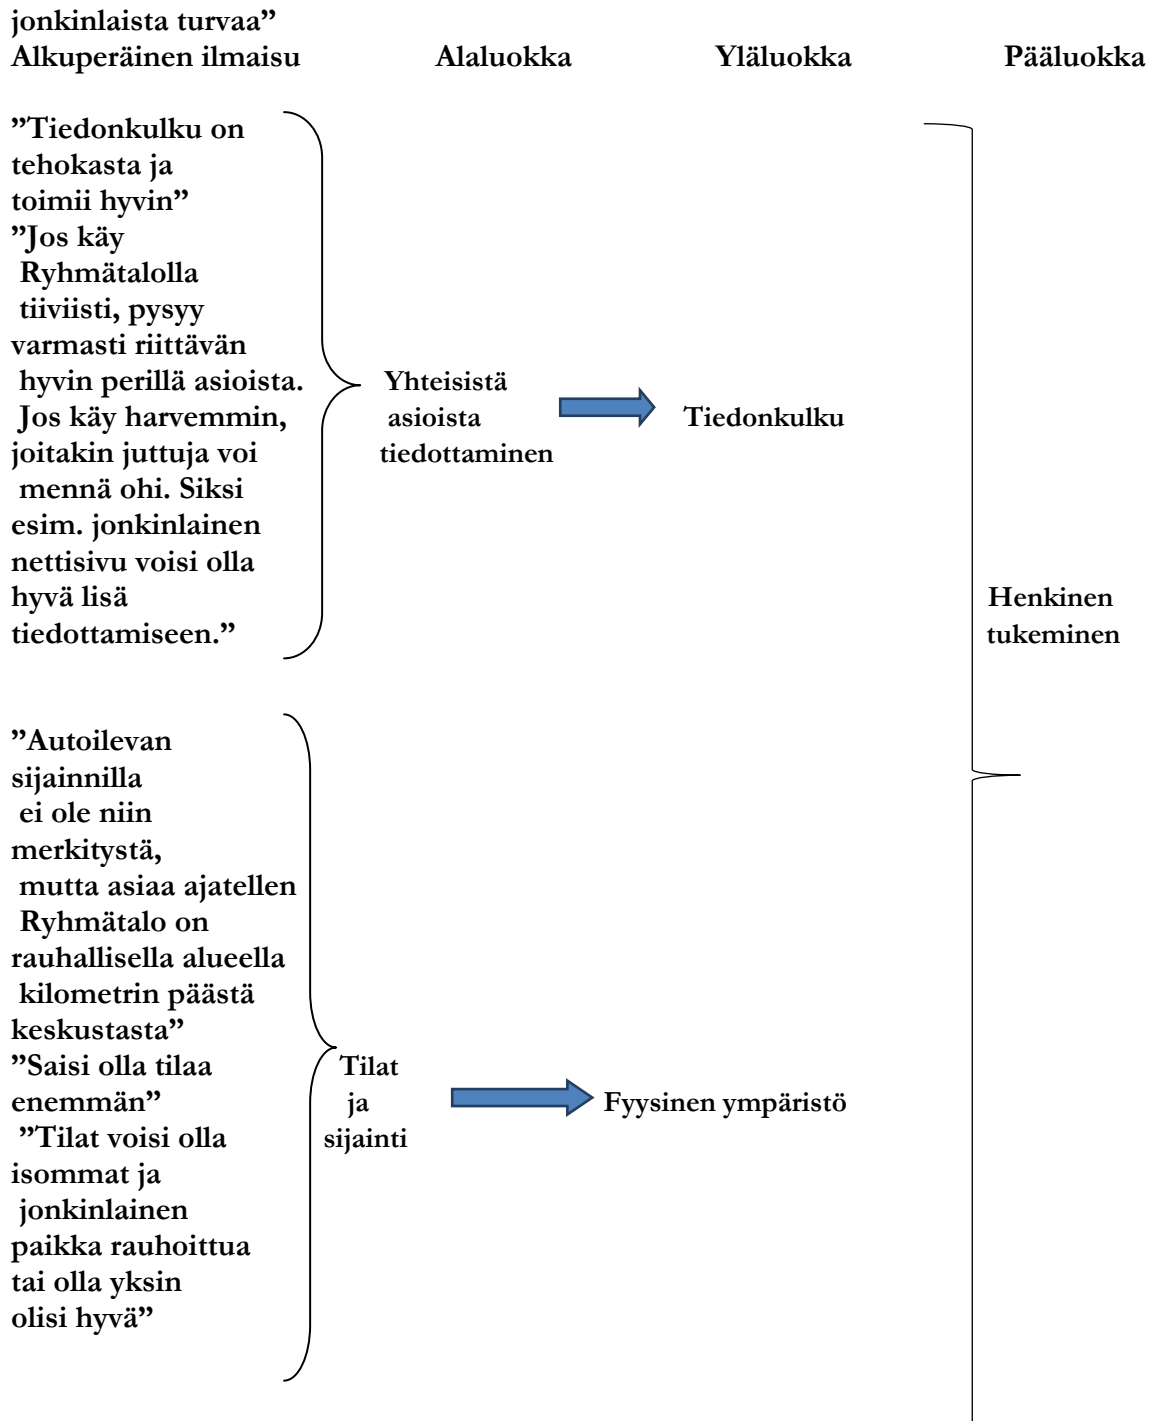 jonkinlaista turvaa”
Alkuperäinen ilmaisu Alaluokka Yläluokka Pääluokka
”Tiedonkulku on
tehokasta ja
toimii hyvin”
”Jos käy
Ryhmätalolla
tiiviisti, pysyy
varmasti riittävän
hyvin perillä asioista.
Jos käy harvemmin,
joitakin juttuja voi
mennä ohi. Siksi
esim. jonkinlainen
nettisivu voisi olla
hyvä lisä
tiedottamiseen.”
Yhteisistä
asioista
tiedottaminen
Tiedonkulku
Henkinen
tukeminen
”Autoilevan
sijainnilla
ei ole niin
merkitystä,
mutta asiaa ajatellen
Ryhmätalo on
rauhallisella alueella
kilometrin päästä
keskustasta”
”Saisi olla tilaa
enemmän”
”Tilat voisi olla
isommat ja
jonkinlainen
paikka rauhoittua
tai olla yksin
olisi hyvä”
Tilat
ja
sijainti
Fyysinen ympäristö